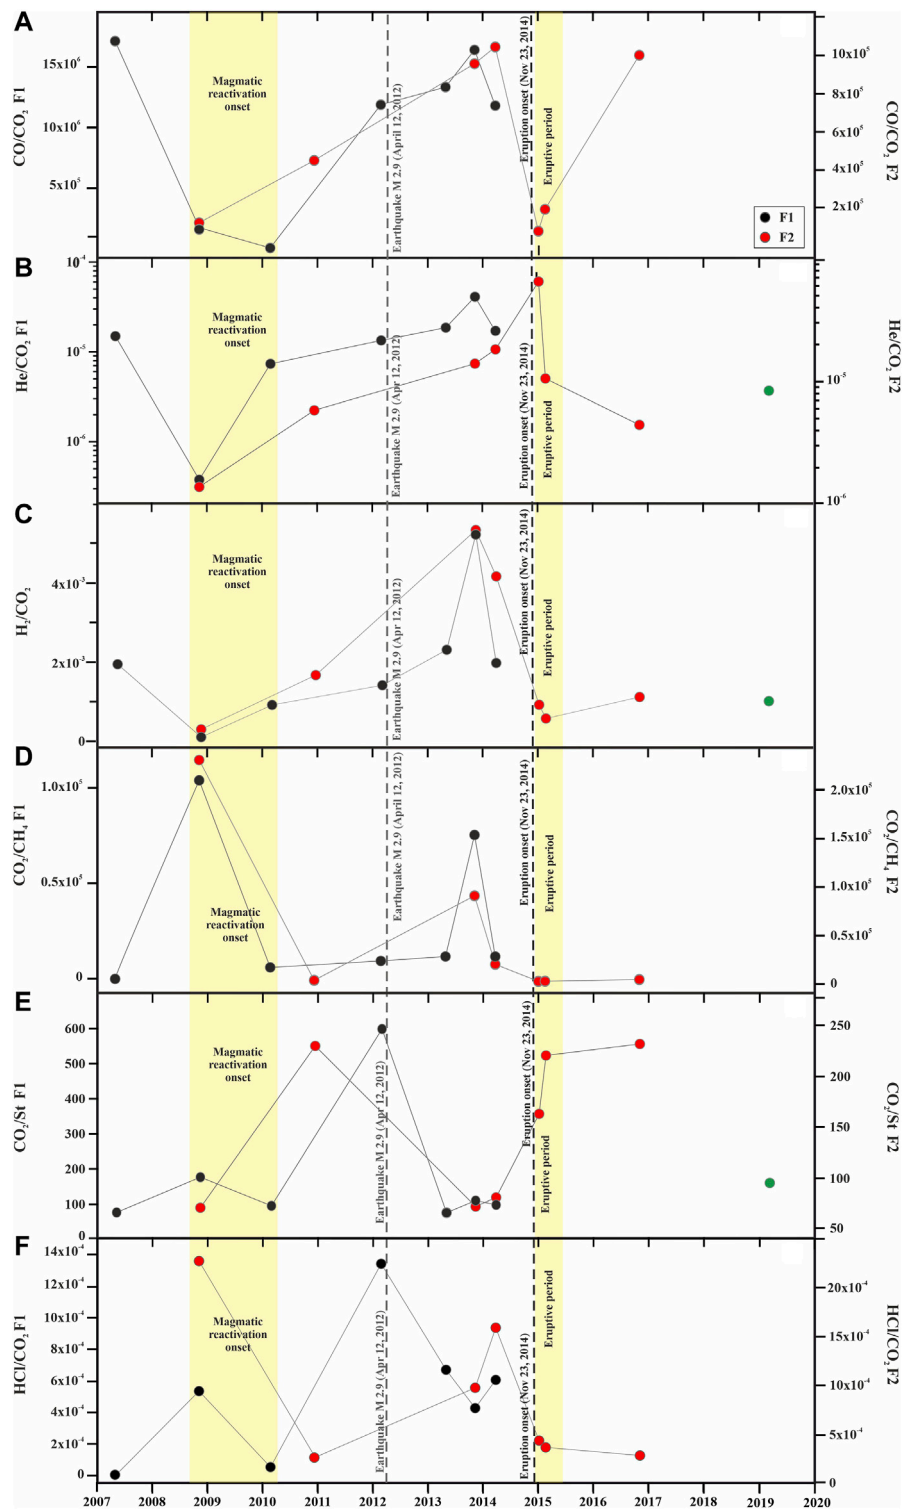 A
CO/CO₂ F1
15x10⁶
10x10⁶
5x10⁵
Magmatic
reactivation
onset
Earthquake M 2.9 (April 12, 2012)
Eruption onset (Nov 23, 2014)
Eruptive period
10x10⁵
8x10⁵
6x10⁵
4x10⁵
2x10⁵
CO/CO₂ F2
F1
F2
B
He/CO₂ F1
10⁻⁴
10⁻⁵
10⁻⁶
Magmatic
reactivation
onset
Earthquake M 2.9 (Apr 12, 2012)
Eruption onset (Nov 23, 2014)
Eruptive period
10⁻⁵
10⁻⁶
He/CO₂ F2
C
H₂/CO₂
4x10⁻³
2x10⁻³
0
Magmatic
reactivation
onset
Earthquake M 2.9 (Apr 12, 2012)
Eruption onset (Nov 23, 2014)
Eruptive period
D
CO₂/CH₄ F1
1.0x10⁵
0.5x10⁵
0
Magmatic
reactivation
onset
Earthquake M 2.9 (April 12, 2012)
Eruption onset (Nov 23, 2014)
Eruptive period
2.0x10⁵
1.5x10⁵
1.0x10⁵
0.5x10⁵
0
CO₂/CH₄ F2
E
CO₂/St F1
600
500
400
300
200
100
0
Magmatic
reactivation
onset
Earthquake M 2.9 (Apr 12, 2012)
Eruption onset (Nov 23, 2014)
Eruptive period
250
200
150
100
50
CO₂/St F2
F
HCl/CO₂ F1
14x10⁻⁴
12x10⁻⁴
10x10⁻⁴
8x10⁻⁴
6x10⁻⁴
4x10⁻⁴
2x10⁻⁴
0
Magmatic
reactivation
onset
Earthquake M 2.9 (Apr 12, 2012)
Eruption onset (Nov 23, 2014)
Eruptive period
20x10⁻⁴
15x10⁻⁴
10x10⁻⁴
5x10⁻⁴
0
HCl/CO₂ F2
2007 2008 2009 2010 2011 2012 2013 2014 2015 2016 2017 2018 2019